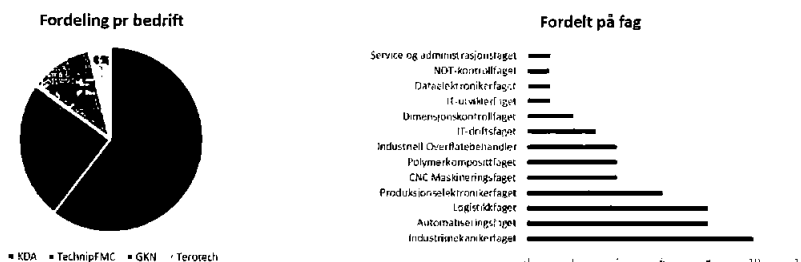 Fordeling pr bedrift
KDA TechnipFMC GKN Terotech
Fordelt på fag
Service og administrasjonsfaget
NDT-kontrollfaget
Dataelektronikerfaget
IT-utviklerfaget
Dimensjonskontrollfaget
IT-driftsfaget
Industriell Overflatebehandler
Polymerkomposittfaget
CNC Maskineringsfaget
Produksjonselektronikerfaget
Logistikkfaget
Automatiseringsfaget
Industrimekanikerfaget